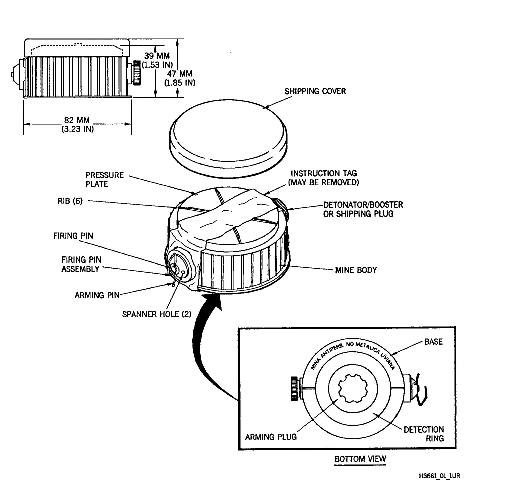 39 MM
(1.53 IN)
47 MM
(1.85 IN)
82 MM
(3.23 IN)
SHIPPING COVER
PRESSURE
PLATE
INSTRUCTION TAG
(MAY BE REMOVED)
RIB (6)
DETONATOR/BOOSTER
OR SHIPPING PLUG
FIRING PIN
FIRING PIN
ASSEMBLY
MINE BODY
ARMING PIN
SPANNER HOLE (2)
MINA ANTIPERS. NO METALICA LIVIANA
BASE
ARMING PLUG
DETECTION
RING
BOTTOM VIEW